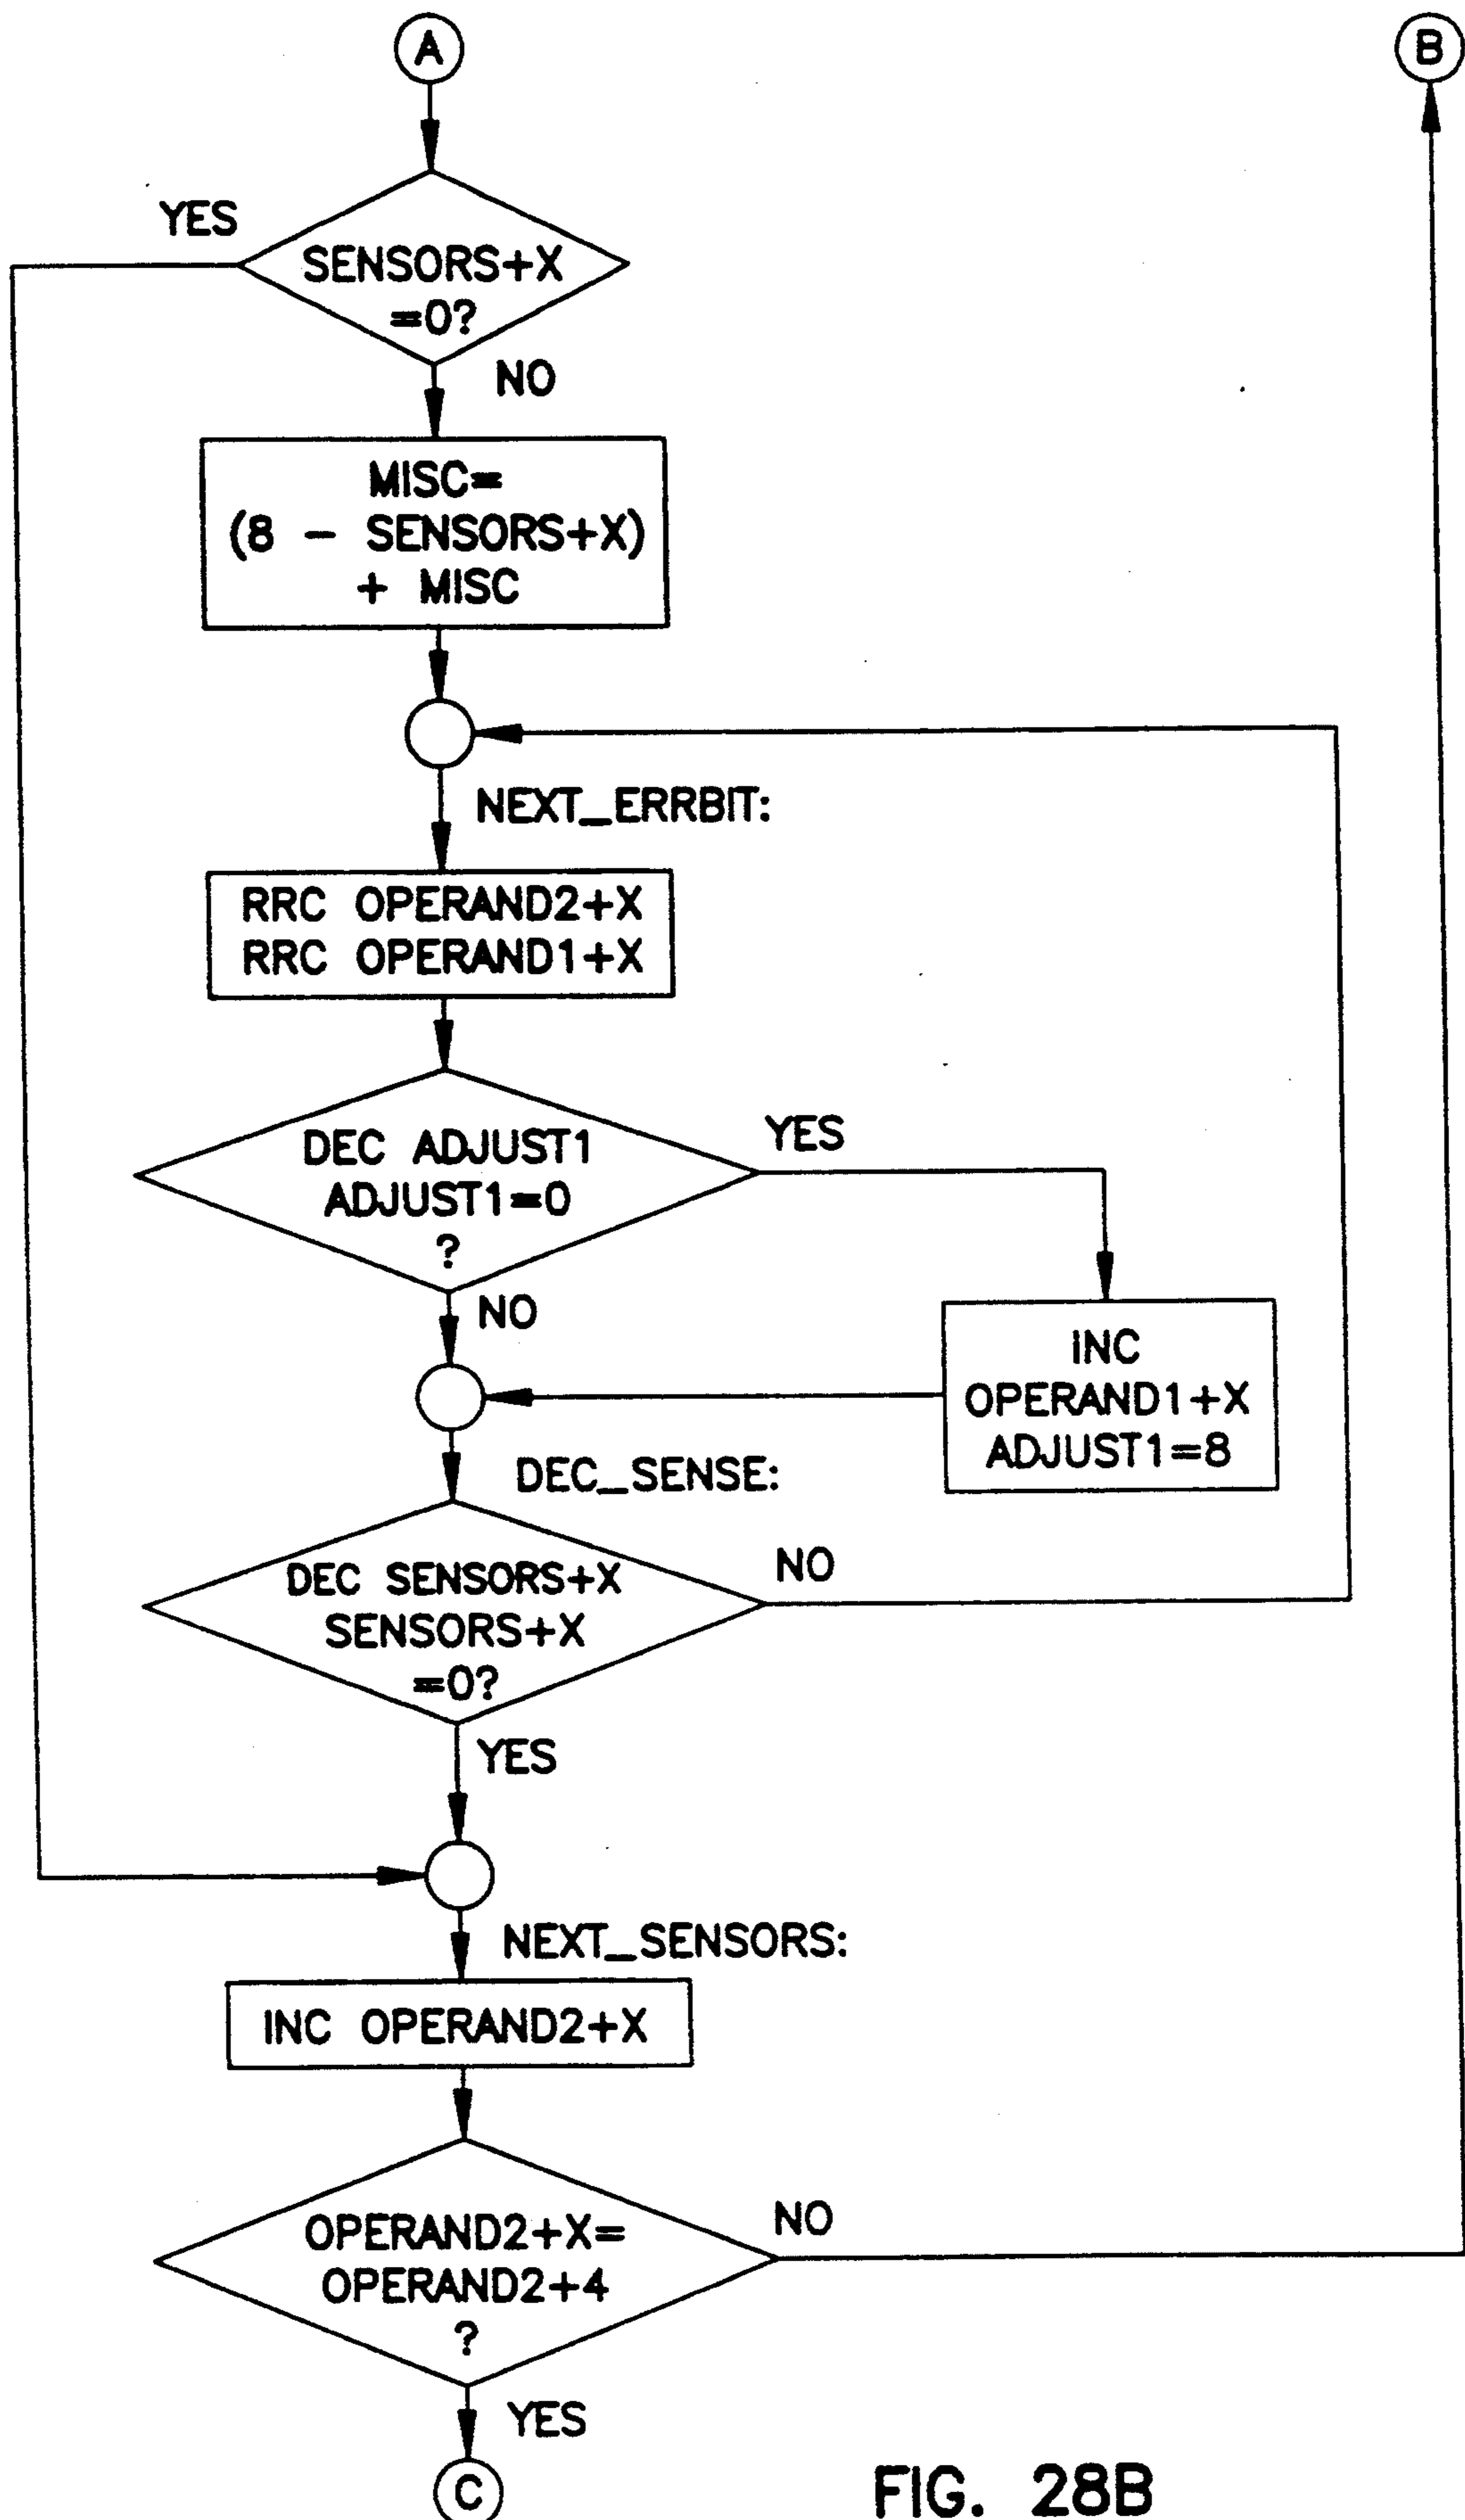 A
B
YES
SENSORS+X
=0?
NO
MISC=
(8 - SENSORS+X)
+ MISC
NEXT_ERRBIT:
RRC OPERAND2+X
RRC OPERAND1+X
DEC ADJUST1
ADJUST1=0
?
YES
NO
INC
OPERAND1+X
ADJUST1=8
DEC_SENSE:
DEC SENSORS+X
SENSORS+X
=0?
NO
YES
NEXT_SENSORS:
INC OPERAND2+X
OPERAND2+X=
OPERAND2+4
?
NO
YES
C
FIG. 28B